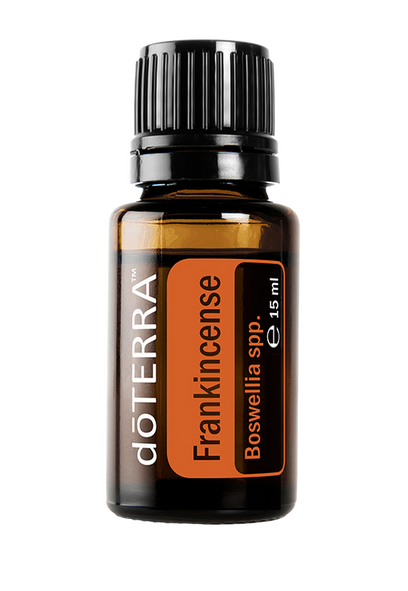 dōTERRA™
Frankincense
Boswellia spp.
℮ 15 ml